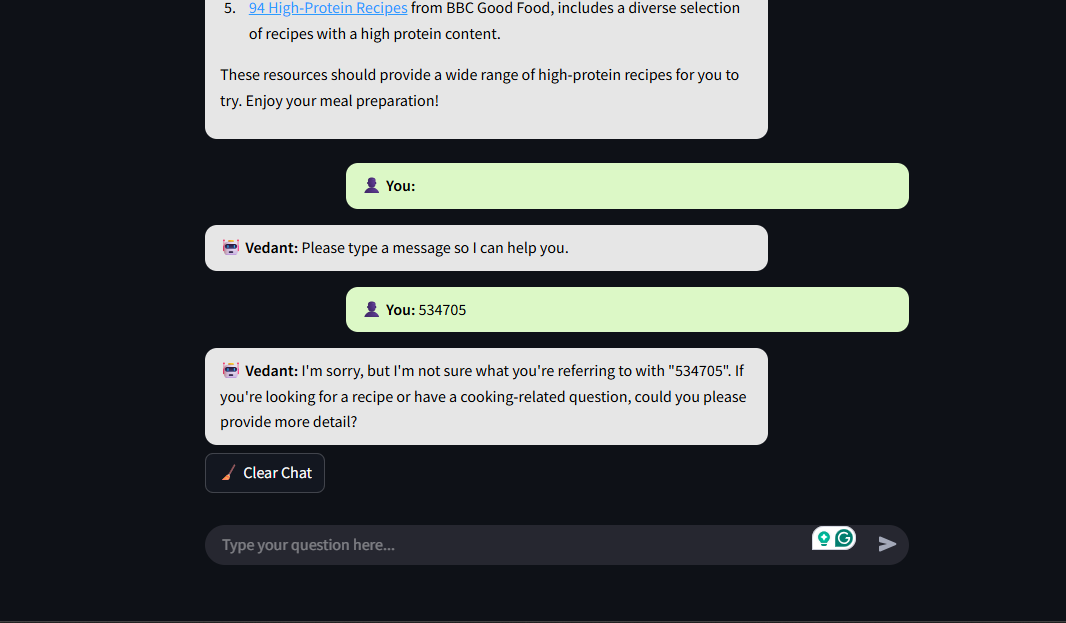 5. 94 High-Protein Recipes from BBC Good Food, includes a diverse selection
of recipes with a high protein content.
These resources should provide a wide range of high-protein recipes for you to
try. Enjoy your meal preparation!
You:
Vedant: Please type a message so I can help you.
You: 534705
Vedant: I'm sorry, but I'm not sure what you're referring to with "534705". If
you're looking for a recipe or have a cooking-related question, could you please
provide more detail?
Clear Chat
Type your question here...